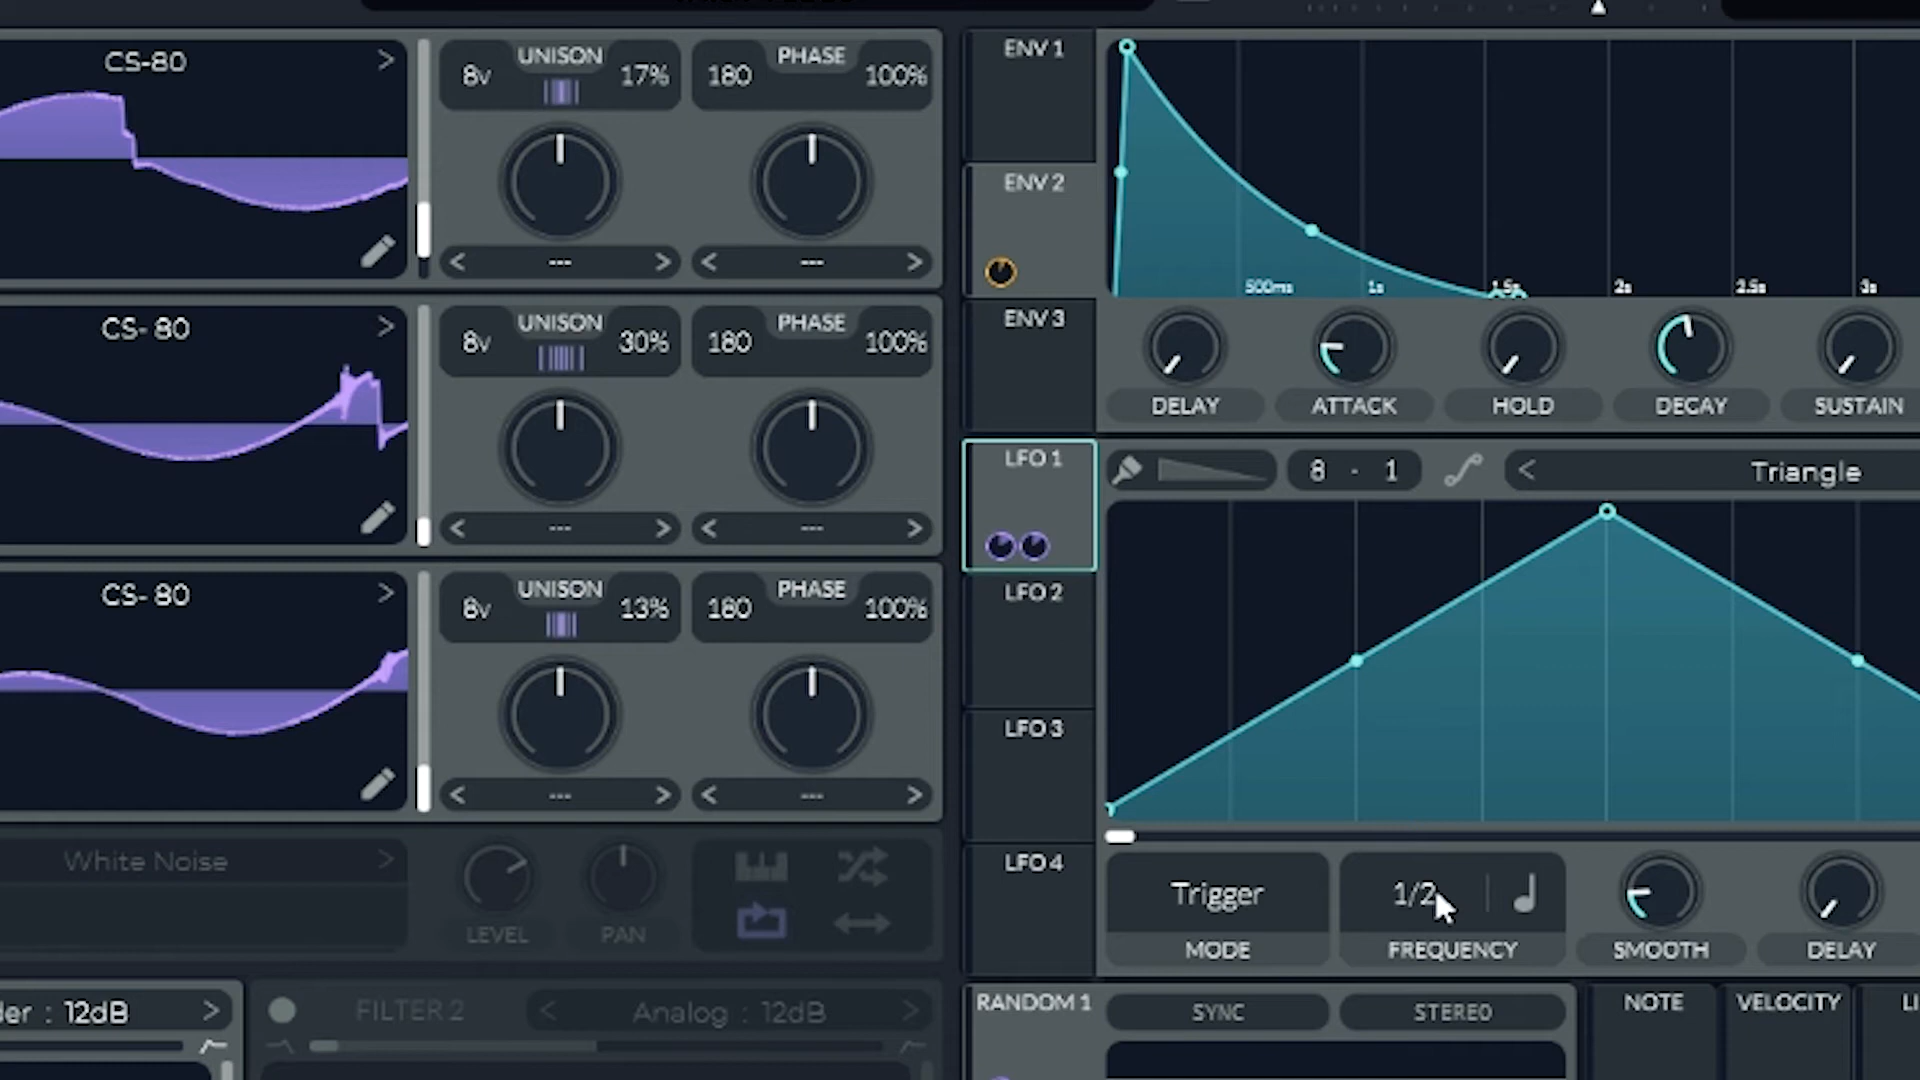 CS-80 >
UNISON
8v 17%
PHASE
180 100%
< --- >
< --- >
CS- 80 >
UNISON
8v 30%
PHASE
180 100%
< --- >
< --- >
CS- 80 >
UNISON
8v 13%
PHASE
180 100%
< --- >
< --- >
White Noise >
LEVEL PAN
: 12dB >
FILTER 2 < Analog : 12dB >
ENV 1
ENV 2
ENV 3
500ms 1s 1.5s 2s 2.5s 3s
DELAY ATTACK HOLD DECAY SUSTAIN
LFO 1
LFO 2
LFO 3
LFO 4
8 - 1 < Triangle
Trigger
MODE
1/2
FREQUENCY
SMOOTH DELAY
RANDOM 1 SYNC STEREO
NOTE VELOCITY